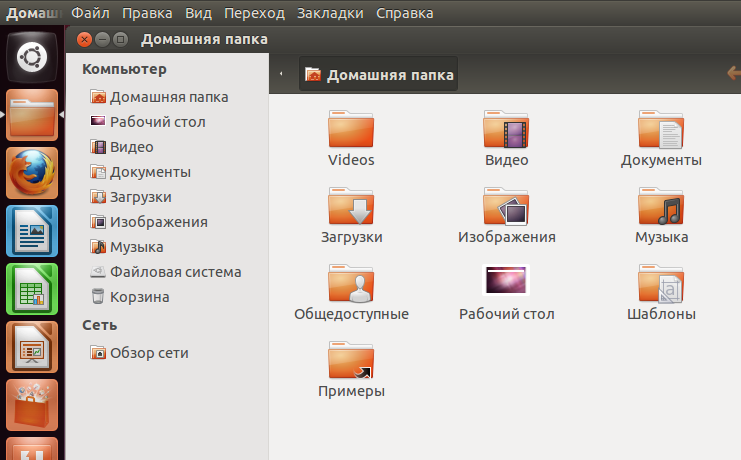 Домаш Файл Правка Вид Переход Закладки Справка
Домашняя папка
Компьютер
Домашняя папка
Рабочий стол
Видео
Документы
Загрузки
Изображения
Музыка
Файловая система
Корзина
Сеть
Обзор сети
Домашняя папка
Videos Видео Документы
Загрузки Изображения Музыка
Общедоступные Рабочий стол Шаблоны
Примеры